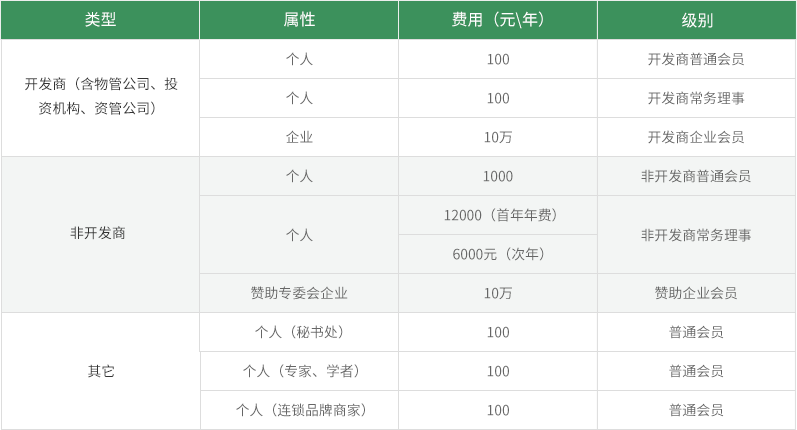 类型 属性 费用（元\年） 级别
开发商（含物管公司、投
资机构、资管公司）
个人 100 开发商普通会员
个人 100 开发商常务理事
企业 10万 开发商企业会员
非开发商
个人 1000 非开发商普通会员
个人 12000（首年年费） 非开发商常务理事
6000元（次年）
赞助专委会企业 10万 赞助企业会员
其它
个人（秘书处） 100 普通会员
个人（专家、学者） 100 普通会员
个人（连锁品牌商家） 100 普通会员